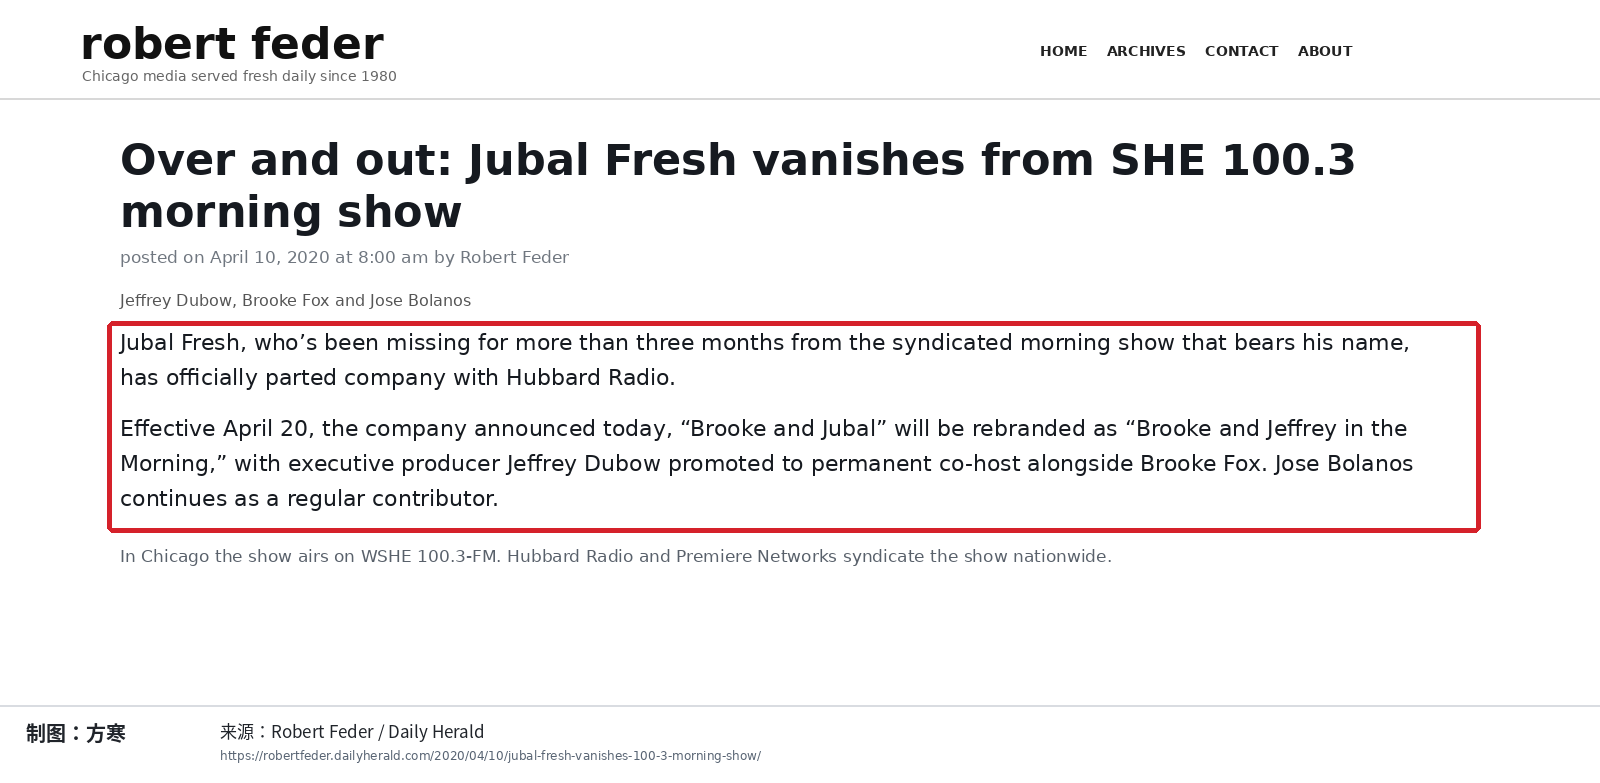 robert feder
Chicago media served fresh daily since 1980
HOME ARCHIVES CONTACT ABOUT
Over and out: Jubal Fresh vanishes from SHE 100.3
morning show
posted on April 10, 2020 at 8:00 am by Robert Feder
Jeffrey Dubow, Brooke Fox and Jose Bolanos
Jubal Fresh, who’s been missing for more than three months from the syndicated morning show that bears his name,
has officially parted company with Hubbard Radio.
Effective April 20, the company announced today, “Brooke and Jubal” will be rebranded as “Brooke and Jeffrey in the
Morning,” with executive producer Jeffrey Dubow promoted to permanent co-host alongside Brooke Fox. Jose Bolanos
continues as a regular contributor.
In Chicago the show airs on WSHE 100.3-FM. Hubbard Radio and Premiere Networks syndicate the show nationwide.
制图：方寒
来源：Robert Feder / Daily Herald
https://robertfeder.dailyherald.com/2020/04/10/jubal-fresh-vanishes-100-3-morning-show/